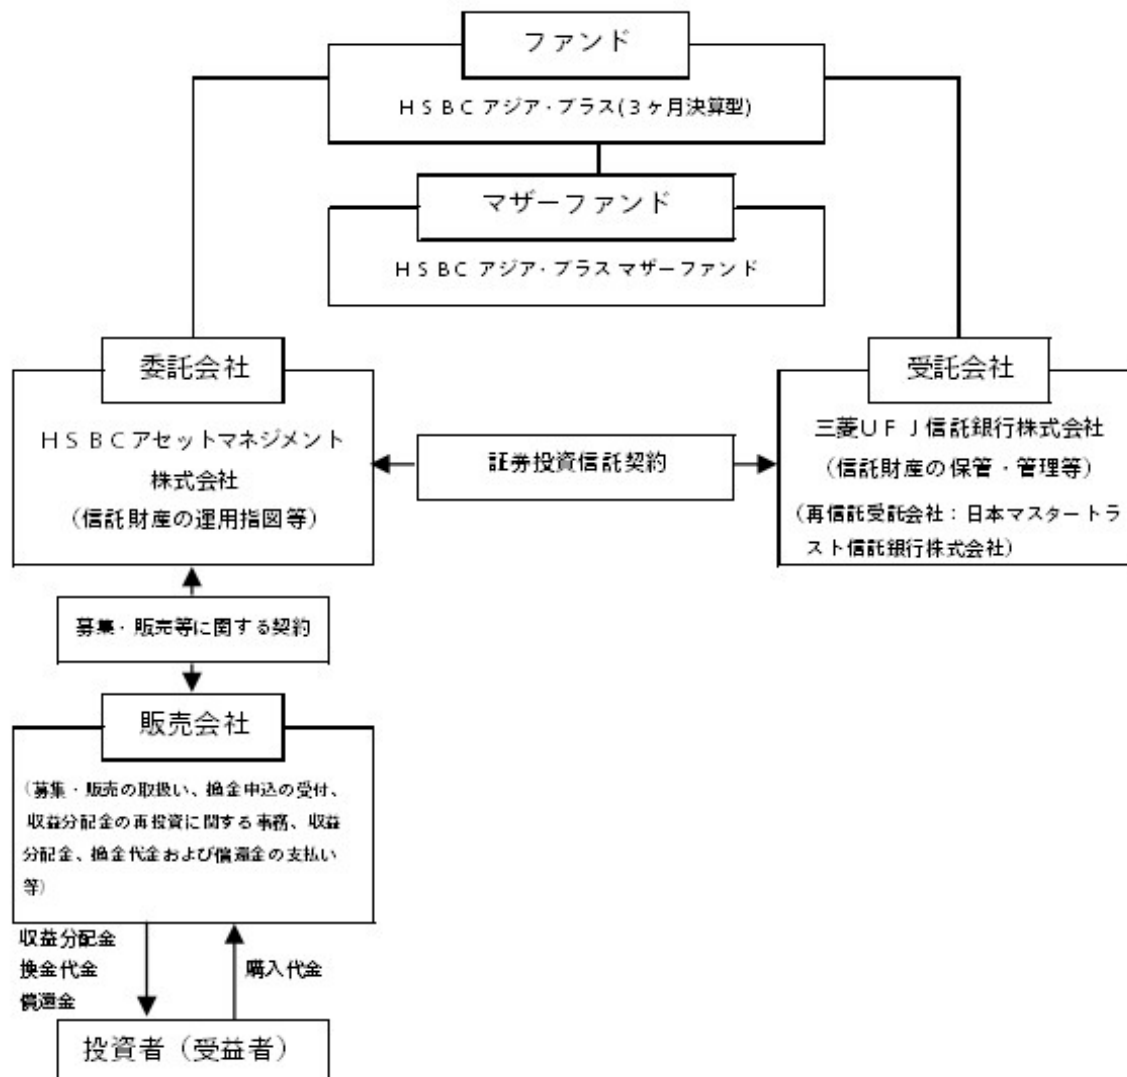 ファンド
HSBC アジア・プラス(３ヶ月決算型)
マザーファンド
HSBC アジア・プラス マザーファンド
委託会社
HSBCアセットマネジメント
株式会社
（信託財産の運用指図等）
証券投資信託契約
受託会社
三菱UFJ信託銀行株式会社
（信託財産の保管・管理等）
（再信託受託会社：日本マスタートラ
スト信託銀行株式会社）
募集・販売等に関する契約
販売会社
（募集・販売の取扱い、換金申込の受付、
収益分配金の再投資に関する事務、収益
分配金、換金代金および償還金の支払い
等）
収益分配金
換金代金
償還金
購入代金
投資者（受益者）